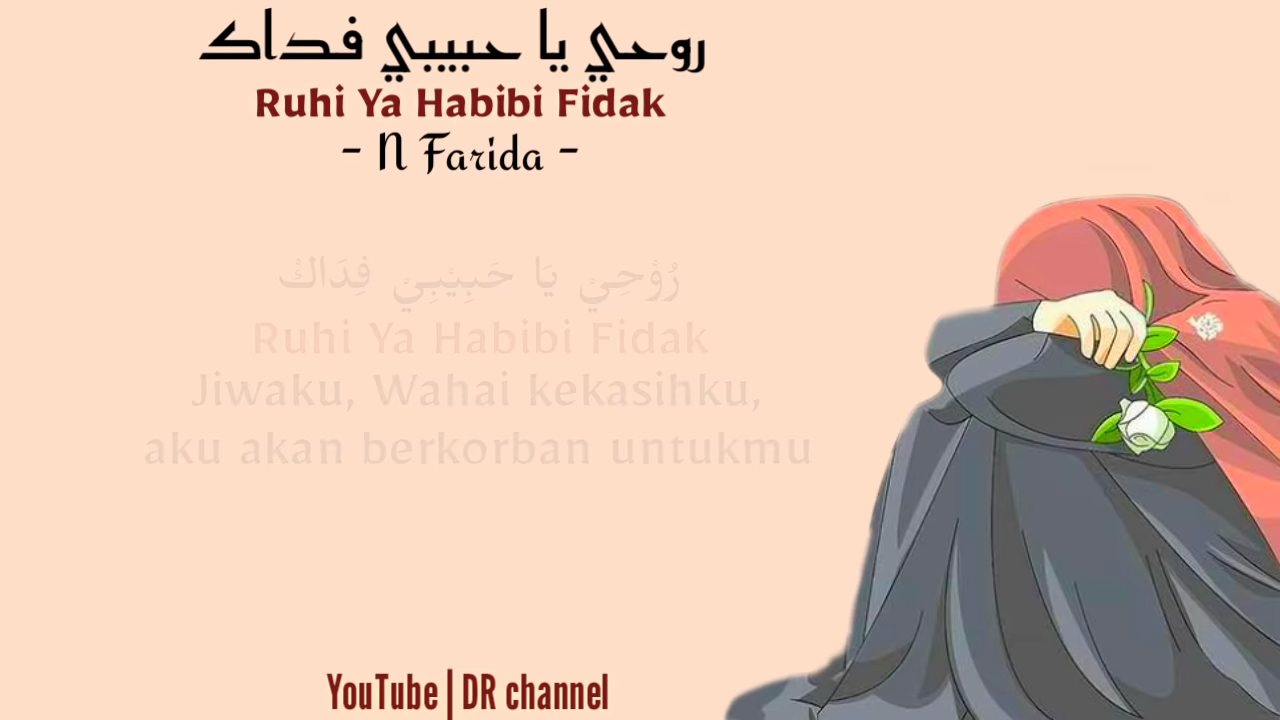 روحي يا حبيبي فداك
Ruhi Ya Habibi Fidak
- N Farida -
رُوْحِيْ يَا حَبِيْبِيْ فِدَاكْ
Ruhi Ya Habibi Fidak
Jiwaku, Wahai kekasihku,
aku akan berkorban untukmu
YouTube | DR channel